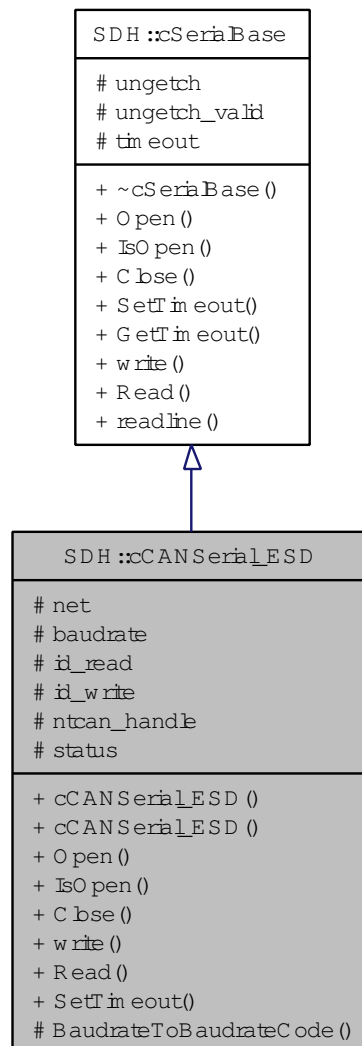 SDH::cSerialBase
# ungetch
# ungetch_valid
# timeout
+ ~cSerialBase()
+ Open()
+ IsOpen()
+ Close()
+ SetTimeout()
+ GetTimeout()
+ write()
+ Read()
+ readline()
SDH::cCANSerial_ESD
# net
# baudrate
# id_read
# id_write
# ntcan_handle
# status
+ cCANSerial_ESD()
+ cCANSerial_ESD()
+ Open()
+ IsOpen()
+ Close()
+ write()
+ Read()
+ SetTimeout()
# BaudrateToBaudrateCode()